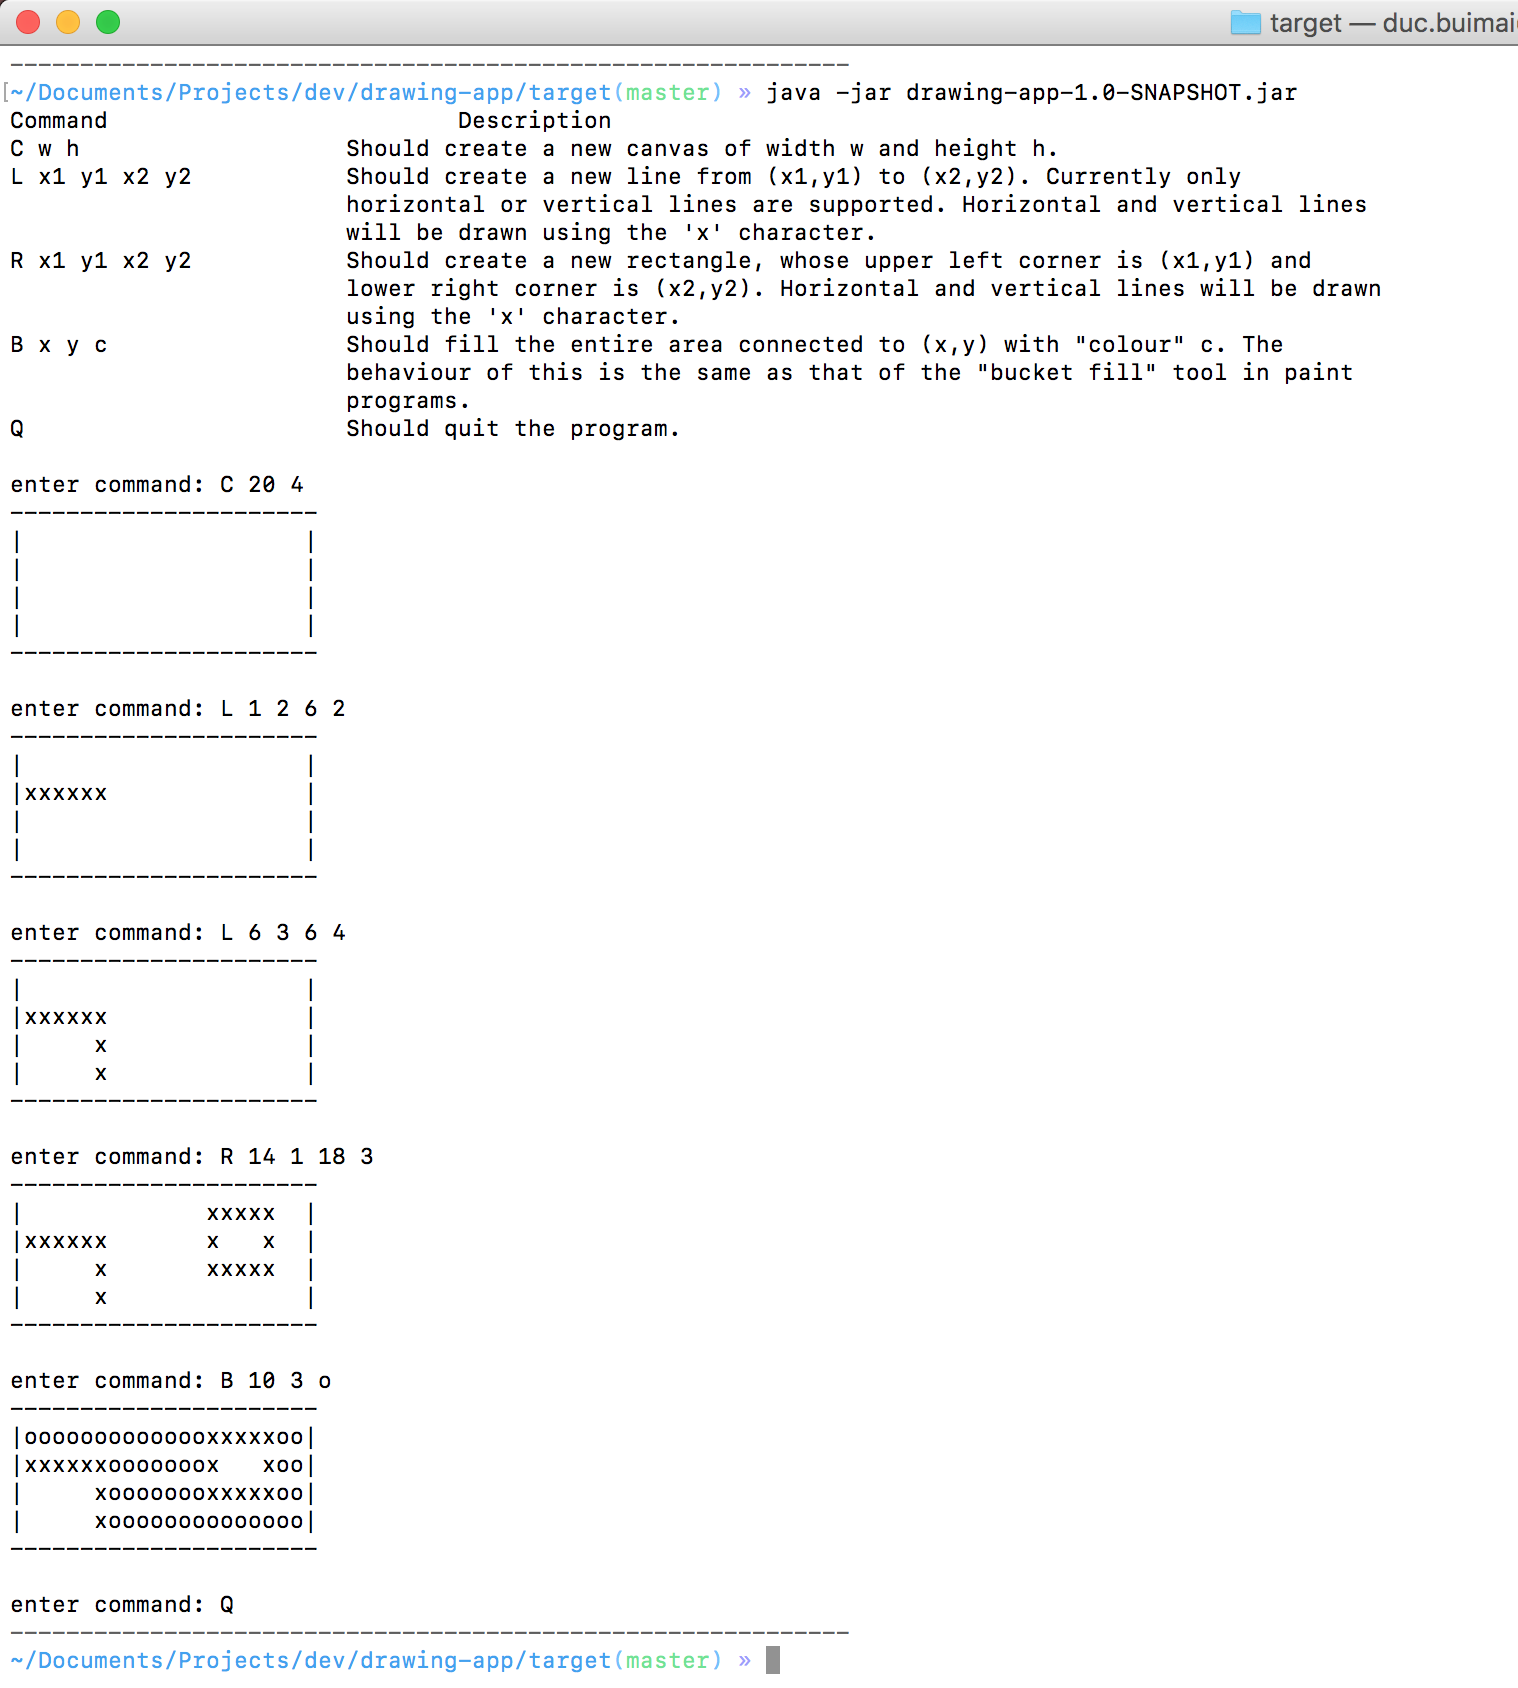 target — duc.buimai
------------------------------------------------------------
[~/Documents/Projects/dev/drawing-app/target(master) » java -jar drawing-app-1.0-SNAPSHOT.jar
Command                         Description
C w h                   Should create a new canvas of width w and height h.
L x1 y1 x2 y2           Should create a new line from (x1,y1) to (x2,y2). Currently only
                        horizontal or vertical lines are supported. Horizontal and vertical lines
                        will be drawn using the 'x' character.
R x1 y1 x2 y2           Should create a new rectangle, whose upper left corner is (x1,y1) and
                        lower right corner is (x2,y2). Horizontal and vertical lines will be drawn
                        using the 'x' character.
B x y c                 Should fill the entire area connected to (x,y) with "colour" c. The
                        behaviour of this is the same as that of the "bucket fill" tool in paint
                        programs.
Q                       Should quit the program.

enter command: C 20 4
----------------------
|                    |
|                    |
|                    |
|                    |
----------------------

enter command: L 1 2 6 2
----------------------
|                    |
|xxxxxx              |
|                    |
|                    |
----------------------

enter command: L 6 3 6 4
----------------------
|                    |
|xxxxxx              |
|     x              |
|     x              |
----------------------

enter command: R 14 1 18 3
----------------------
|             xxxxx  |
|xxxxxx       x   x  |
|     x       xxxxx  |
|     x              |
----------------------

enter command: B 10 3 o
----------------------
|oooooooooooooxxxxxoo|
|xxxxxxooooooox   xoo|
|     xoooooooxxxxxoo|
|     xoooooooooooooo|
----------------------

enter command: Q
------------------------------------------------------------
~/Documents/Projects/dev/drawing-app/target(master) »